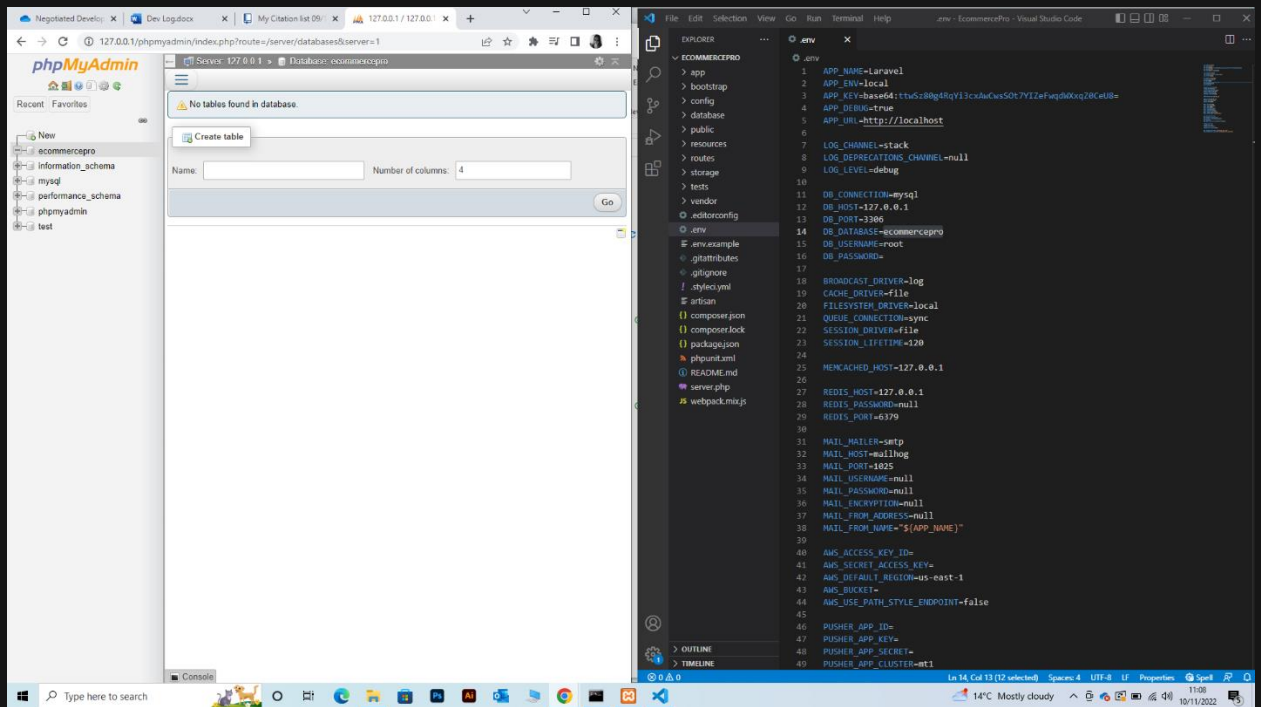 Negotiated Develop
Dev Log.docx
My Citation list 09/
127.0.0.1 / 127.0.0.1
127.0.0.1/phpmyadmin/index.php?route=/server/databases&server=1
phpMyAdmin
Recent Favorites
New
ecommercepro
information_schema
mysql
performance_schema
phpmyadmin
test
Server: 127.0.0.1 » Database: ecommercepro
No tables found in database.
Create table
Name:
Number of columns: 4
Go
Console
File Edit Selection View Go Run Terminal Help
.env - EcommercePro - Visual Studio Code
EXPLORER
ECOMMERCEPRO
> app
> bootstrap
> config
> database
> public
> resources
> routes
> storage
> tests
> vendor
.editorconfig
.env
.env.example
.gitattributes
.gitignore
.styleci.yml
artisan
composer.json
composer.lock
package.json
phpunit.xml
README.md
server.php
webpack.mix.js
> OUTLINE
> TIMELINE
.env
.env
1 APP_NAME=Laravel
2 APP_ENV=local
3 APP_KEY=base64:
4 APP_DEBUG=true
5 APP_URL=http://localhost
6
7 LOG_CHANNEL=stack
8 LOG_DEPRECATIONS_CHANNEL=null
9 LOG_LEVEL=debug
10
11 DB_CONNECTION=mysql
12 DB_HOST=127.0.0.1
13 DB_PORT=3306
14 DB_DATABASE=ecommercepro
15 DB_USERNAME=root
16 DB_PASSWORD=
17
18 BROADCAST_DRIVER=log
19 CACHE_DRIVER=file
20 FILESYSTEM_DRIVER=local
21 QUEUE_CONNECTION=sync
22 SESSION_DRIVER=file
23 SESSION_LIFETIME=120
24
25 MEMCACHED_HOST=127.0.0.1
26
27 REDIS_HOST=127.0.0.1
28 REDIS_PASSWORD=null
29 REDIS_PORT=6379
30
31 MAIL_MAILER=smtp
32 MAIL_HOST=mailhog
33 MAIL_PORT=1025
34 MAIL_USERNAME=null
35 MAIL_PASSWORD=null
36 MAIL_ENCRYPTION=null
37 MAIL_FROM_ADDRESS=null
38 MAIL_FROM_NAME="${APP_NAME}"
39
40 AWS_ACCESS_KEY_ID=
41 AWS_SECRET_ACCESS_KEY=
42 AWS_DEFAULT_REGION=us-east-1
43 AWS_BUCKET=
44 AWS_USE_PATH_STYLE_ENDPOINT=false
45
46 PUSHER_APP_ID=
47 PUSHER_APP_KEY=
48 PUSHER_APP_SECRET=
49 PUSHER_APP_CLUSTER=mt1
0 0
Ln 14, Col 13 (12 selected) Spaces: 4 UTF-8 LF Properties Spell
Type here to search
Ps
Ai
14°C Mostly cloudy
11:08
10/11/2022